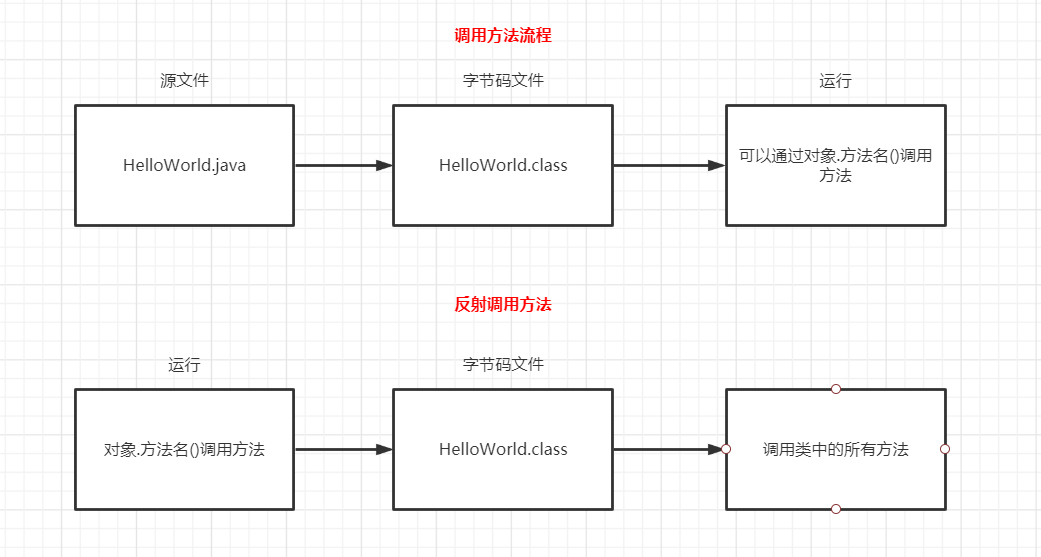 调用方法流程
源文件
字节码文件
运行
HelloWorld.java
HelloWorld.class
可以通过对象.方法名()调用
方法
反射调用方法
运行
字节码文件
对象.方法名()调用方法
HelloWorld.class
调用类中的所有方法